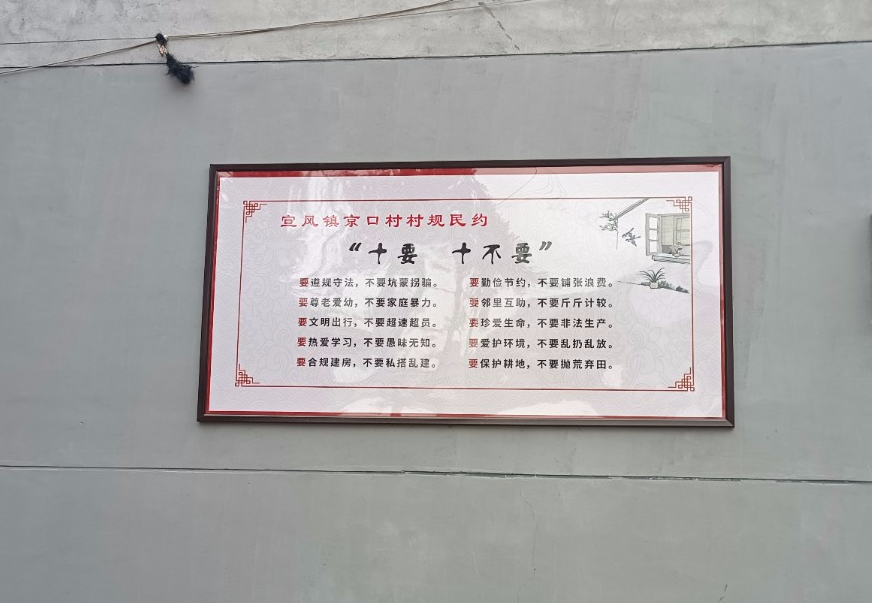 宣风镇京口村村规民约
“十要 十不要”
要遵规守法，不要坑蒙拐骗。
要尊老爱幼，不要家庭暴力。
要文明出行，不要超速超员。
要热爱学习，不要愚昧无知。
要合规建房，不要私搭乱建。
要勤俭节约，不要铺张浪费。
要邻里互助，不要斤斤计较。
要珍爱生命，不要非法生产。
要爱护环境，不要乱扔乱放。
要保护耕地，不要抛荒弃田。